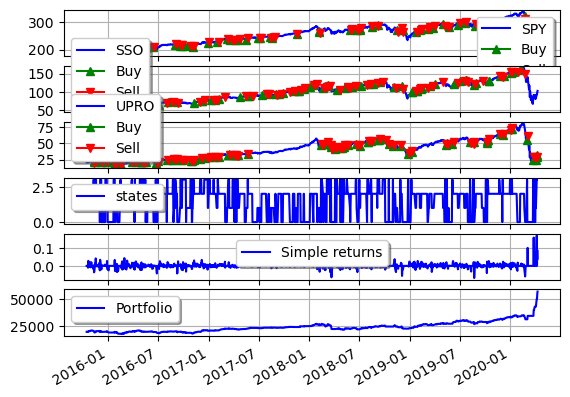 300
200
SPY
Buy
SSO
Buy
Sell
150
100
50
UPRO
Buy
Sell
75
50
25
2.5
0.0
states
0.1
0.0
Simple returns
50000
25000
Portfolio
2016-01
2016-07
2017-01
2017-07
2018-01
2018-07
2019-01
2019-07
2020-01